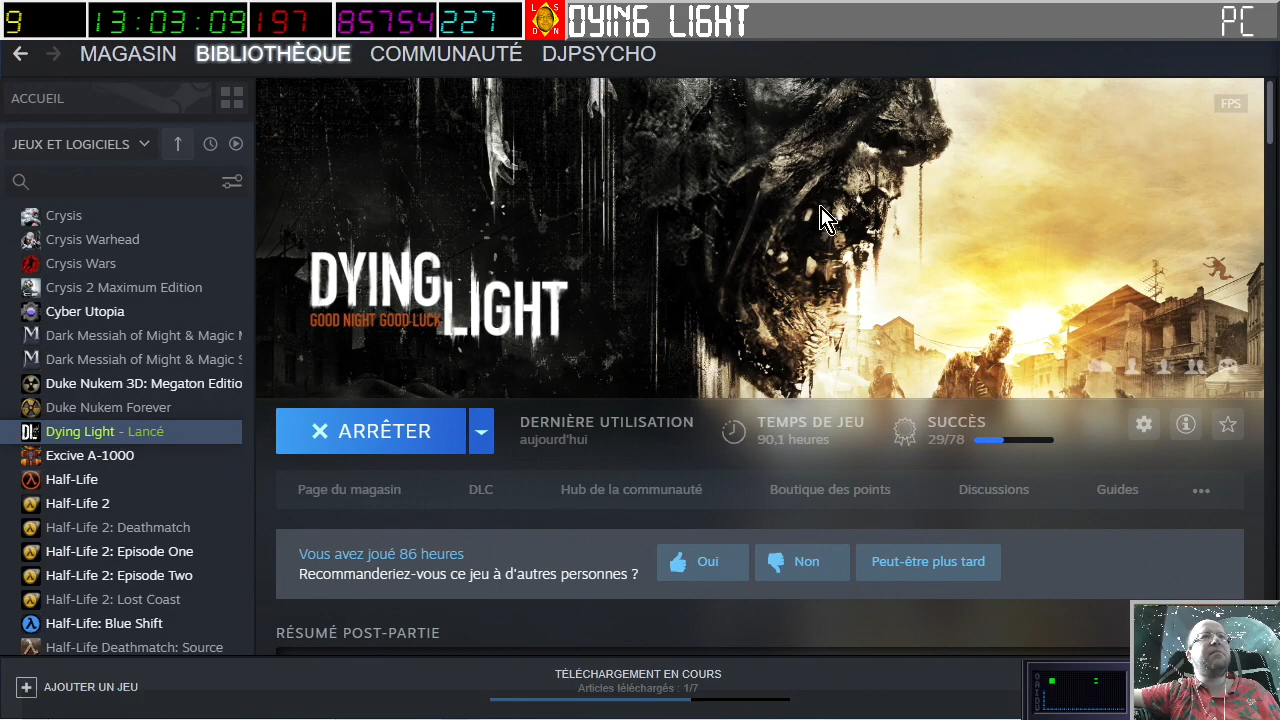 9
13:03:09
197
85754
227
L S
D N
DYING LIGHT
PC
MAGASIN
BIBLIOTHÈQUE
COMMUNAUTÉ
DJPSYCHO
ACCUEIL
FPS
JEUX ET LOGICIELS
Crysis
Crysis Warhead
Crysis Wars
Crysis 2 Maximum Edition
Cyber Utopia
Dark Messiah of Might & Magic M
Dark Messiah of Might & Magic S
Duke Nukem 3D: Megaton Editio
Duke Nukem Forever
Dying Light - Lancé
Excive A-1000
Half-Life
Half-Life 2
Half-Life 2: Deathmatch
Half-Life 2: Episode One
Half-Life 2: Episode Two
Half-Life 2: Lost Coast
Half-Life: Blue Shift
Half-Life Deathmatch: Source
DYING
LIGHT
GOOD NIGHT GOOD LUCK
ARRÊTER
DERNIÈRE UTILISATION
aujourd'hui
TEMPS DE JEU
90,1 heures
SUCCÈS
29/78
Page du magasin
DLC
Hub de la communauté
Boutique des points
Discussions
Guides
Vous avez joué 86 heures
Recommanderiez-vous ce jeu à d'autres personnes ?
Oui
Non
Peut-être plus tard
RÉSUMÉ POST-PARTIE
AJOUTER UN JEU
TÉLÉCHARGEMENT EN COURS
Articles téléchargés : 1/7